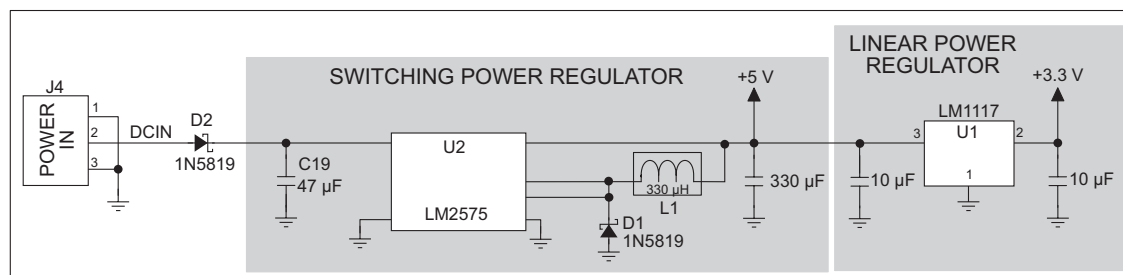 LINEAR POWER
REGULATOR
SWITCHING POWER REGULATOR
+5 V
+3.3 V
J4
POWER
IN
1
2
3
DCIN
D2
1N5819
C19
47 µF
U2
LM2575
330 µH
L1
D1
1N5819
330 µF
10 µF
LM1117
3
U1
2
1
10 µF